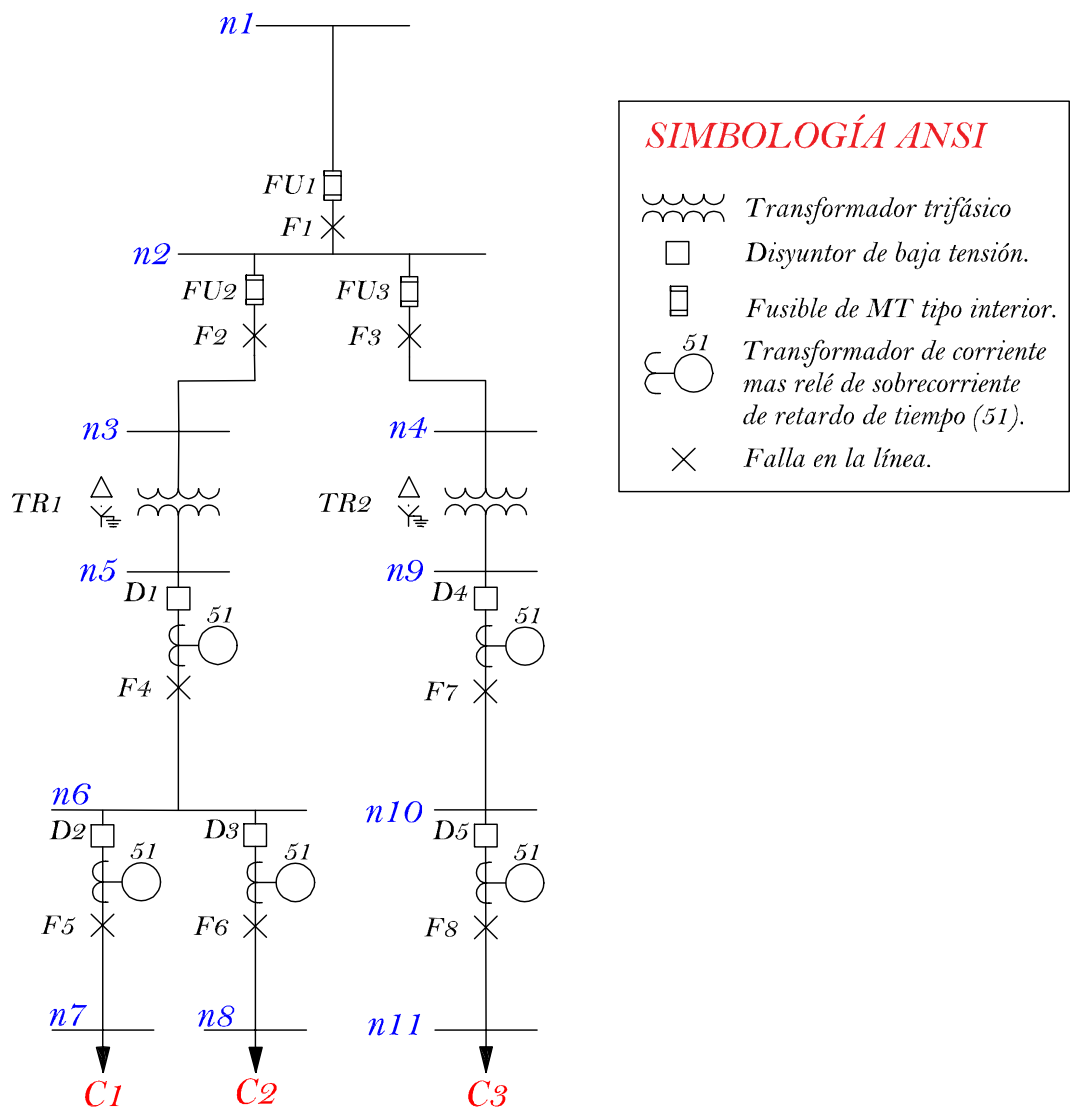 n1
SIMBOLOGÍA ANSI
FU1
Transformador trifásico
F1
n2
Disyuntor de baja tensión.
FU2
FU3
Fusible de MT tipo interior.
F2
F3
51
Transformador de corriente
mas relé de sobrecorriente
de retardo de tiempo (51).
n3
n4
Falla en la línea.
TR1
TR2
n5
n9
D1
D4
51
51
F4
F7
n6
n10
D2
D3
D5
51
51
51
F5
F6
F8
n7
n8
n11
C1
C2
C3